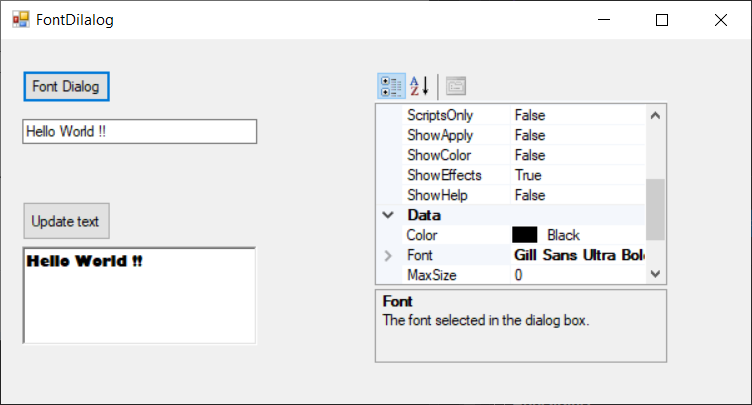 FontDilalog
Font Dialog
Hello World !!
Update text
Hello World !!
A
Z
ScriptsOnly False
ShowApply False
ShowColor False
ShowEffects True
ShowHelp False
Data
Color Black
Font Gill Sans Ultra Bol
MaxSize 0
Font
The font selected in the dialog box.